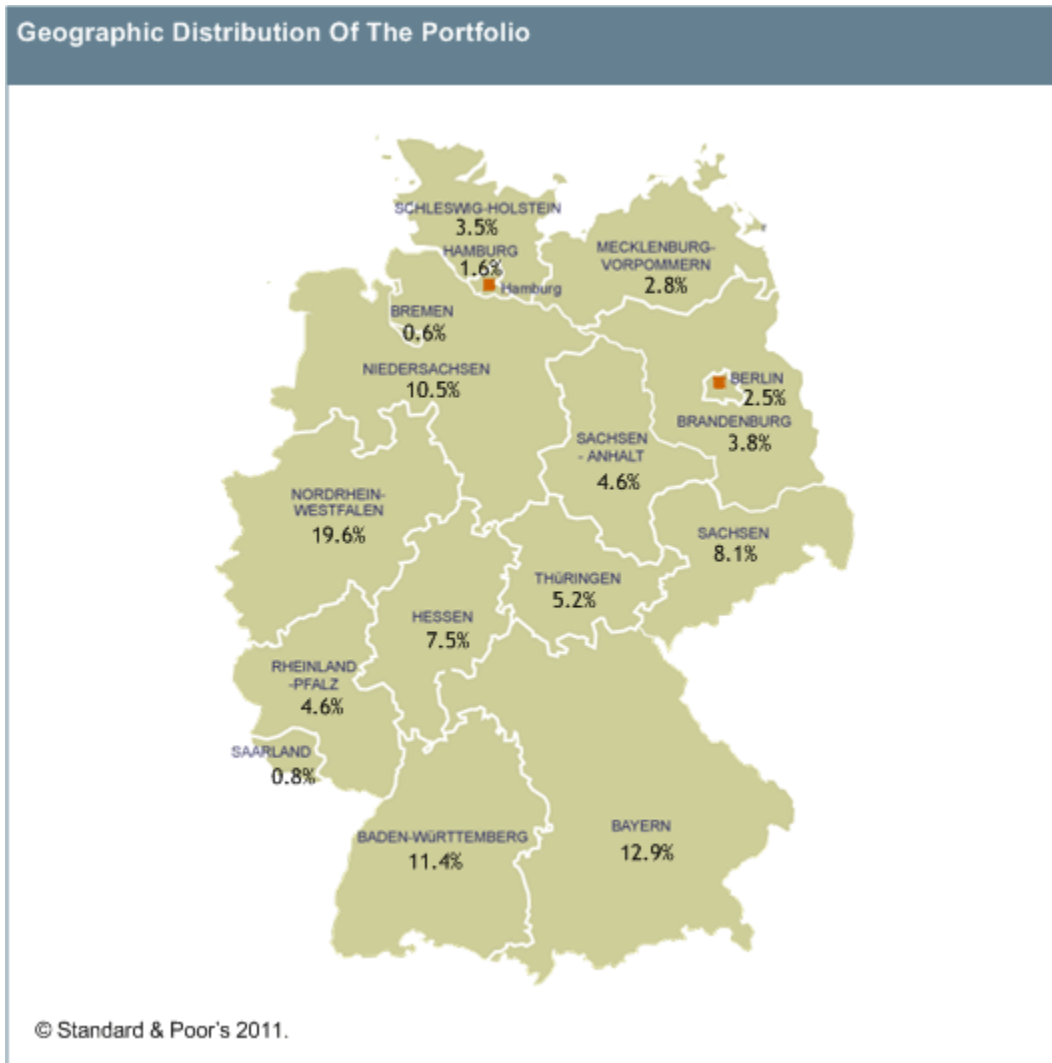 Geographic Distribution Of The Portfolio
SCHLESWIG-HOLSTEIN
3.5%
HAMBURG
1.6%
Hamburg
MECKLENBURG-
VORPOMMERN
2.8%
BREMEN
0.6%
NIEDERSACHSEN
10.5%
BERLIN
2.5%
BRANDENBURG
3.8%
SACHSEN
- ANHALT
4.6%
NORDRHEIN-
WESTFALEN
19.6%
SACHSEN
8.1%
THüRINGEN
5.2%
HESSEN
7.5%
RHEINLAND
-PFALZ
4.6%
SAARLAND
0.8%
BADEN-WüRTTEMBERG
11.4%
BAYERN
12.9%
© Standard & Poor's 2011.